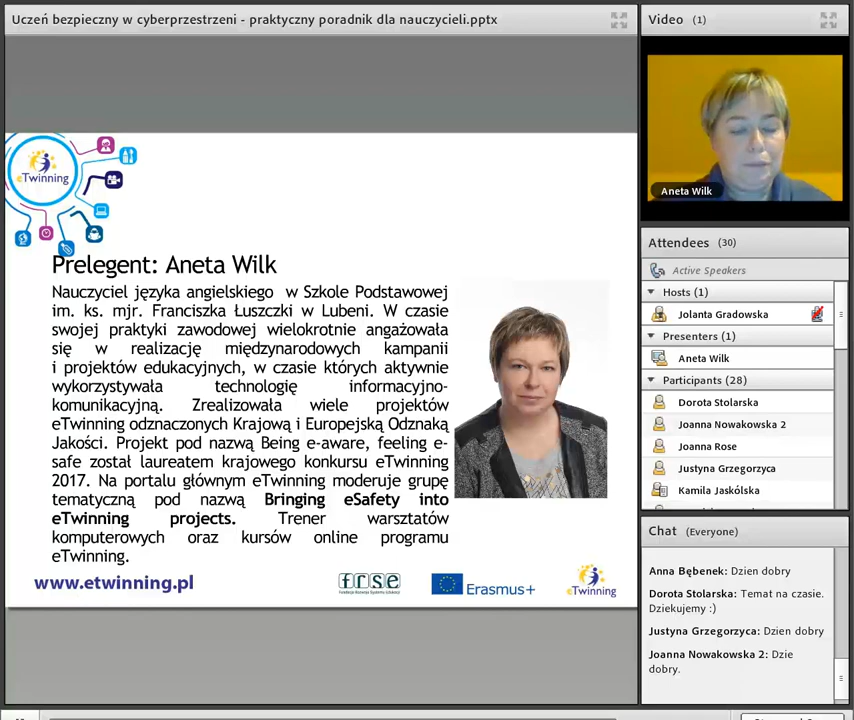 Uczeń bezpieczny w cyberprzestrzeni - praktyczny poradnik dla nauczycieli.pptx
eTwinning
Prelegent: Aneta Wilk
Nauczyciel języka angielskiego w Szkole Podstawowej
im. ks. mjr. Franciszka Łuszczki w Lubeni. W czasie
swojej praktyki zawodowej wielokrotnie angażowała
się w realizację międzynarodowych kampanii
i projektów edukacyjnych, w czasie których aktywnie
wykorzystywała technologię informacyjno-
komunikacyjną. Zrealizowała wiele projektów
eTwinning odznaczonych Krajową i Europejską Odznaką
Jakości. Projekt pod nazwą Being e-aware, feeling e-
safe został laureatem krajowego konkursu eTwinning
2017. Na portalu głównym eTwinning moderuje grupę
tematyczną pod nazwą Bringing eSafety into
eTwinning projects. Trener warsztatów
komputerowych oraz kursów online programu
eTwinning.
www.etwinning.pl
frse
Fundacja Rozwoju Systemu Edukacji
Erasmus+
eTwinning
Video (1)
Aneta Wilk
Attendees (30)
Active Speakers
Hosts (1)
Jolanta Gradowska
Presenters (1)
Aneta Wilk
Participants (28)
Dorota Stolarska
Joanna Nowakowska 2
Joanna Rose
Justyna Grzegorzyca
Kamila Jaskólska
Chat (Everyone)
Anna Bębenek: Dzien dobry
Dorota Stolarska: Temat na czasie.
Dziekujemy :)
Justyna Grzegorzyca: Dzien dobry
Joanna Nowakowska 2: Dzie
dobry.